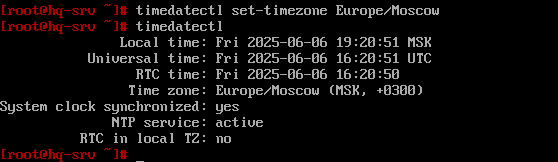 [root@hq-srv ~]# timedatectl set-timezone Europe/Moscow
[root@hq-srv ~]# timedatectl
Local time: Fri 2025-06-06 19:20:51 MSK
Universal time: Fri 2025-06-06 16:20:51 UTC
RTC time: Fri 2025-06-06 16:20:50
Time zone: Europe/Moscow (MSK, +0300)
System clock synchronized: yes
NTP service: active
RTC in local TZ: no
[root@hq-srv ~]# _